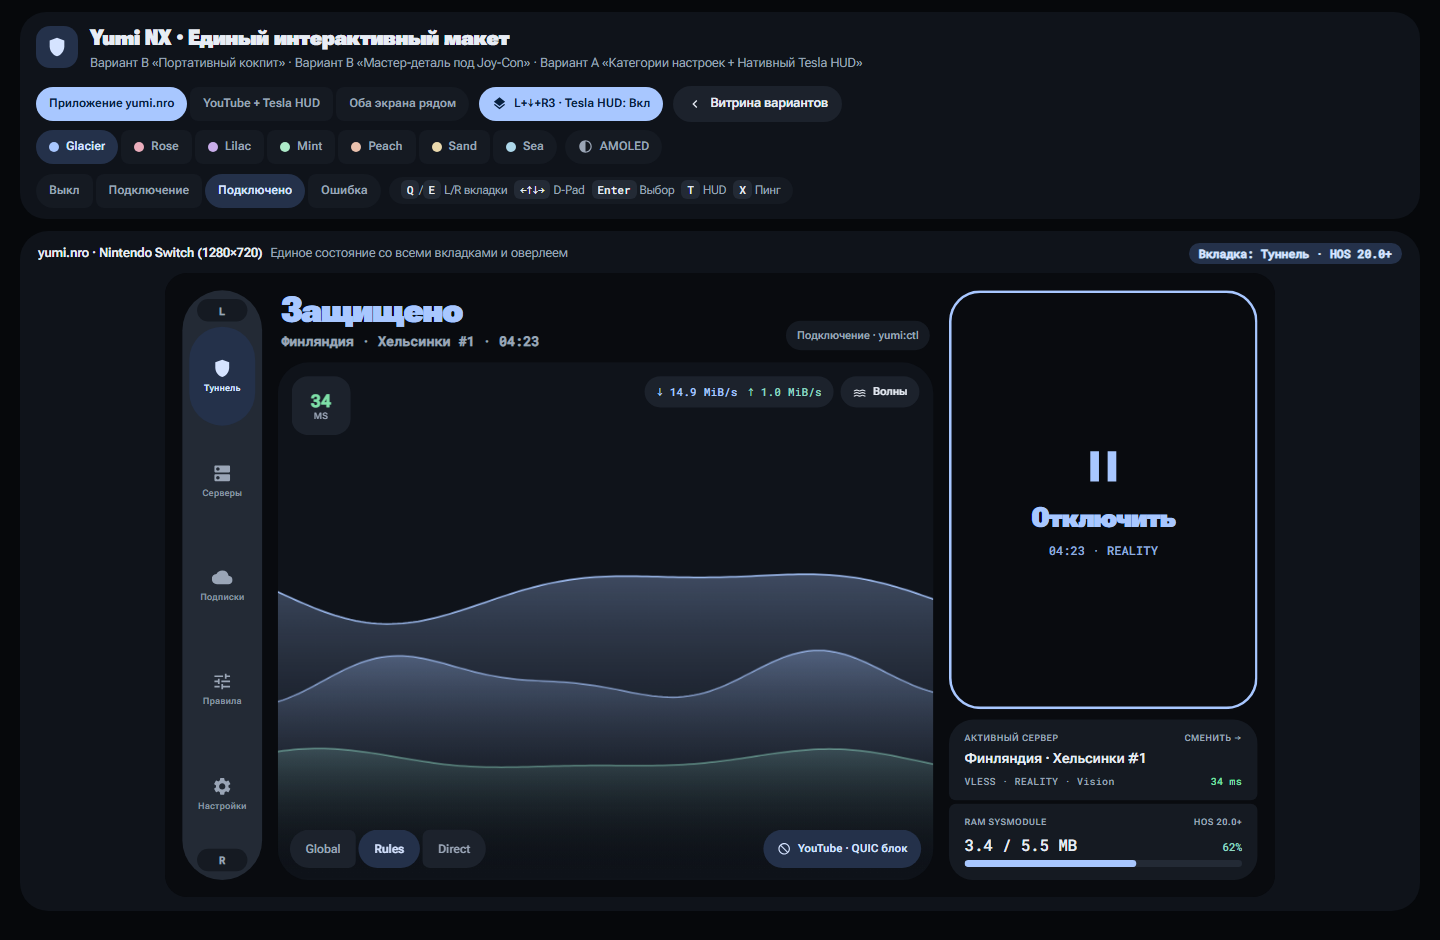 Yumi NX • Единый интерактивный макет
Вариант B «Портативный кокпит» · Вариант B «Мастер-деталь под Joy-Con» · Вариант A «Категории настроек + Нативный Tesla HUD»
Приложение yumi.nro
YouTube + Tesla HUD
Оба экрана рядом
L+↓+R3 · Tesla HUD: Вкл
Витрина вариантов
Glacier
Rose
Lilac
Mint
Peach
Sand
Sea
AMOLED
Выкл
Подключение
Подключено
Ошибка
Q / E L/R вкладки ←↑↓→ D-Pad Enter Выбор T HUD X Пинг
yumi.nro · Nintendo Switch (1280×720) Единое состояние со всеми вкладками и оверлеем
Вкладка: Туннель · HOS 20.0+
L
Туннель
Серверы
Подписки
Правила
Настройки
R
Защищено
Финляндия · Хельсинки #1 · 04:23
Подключение · yumi:ctl
34
MS
↓ 14.9 MiB/s ↑ 1.0 MiB/s
Волны
Global
Rules
Direct
YouTube · QUIC блок
Отключить
04:23 · REALITY
АКТИВНЫЙ СЕРВЕР
СМЕНИТЬ →
Финляндия · Хельсинки #1
VLESS · REALITY · Vision
34 ms
RAM SYSMODULE
HOS 20.0+
3.4 / 5.5 MB
62%